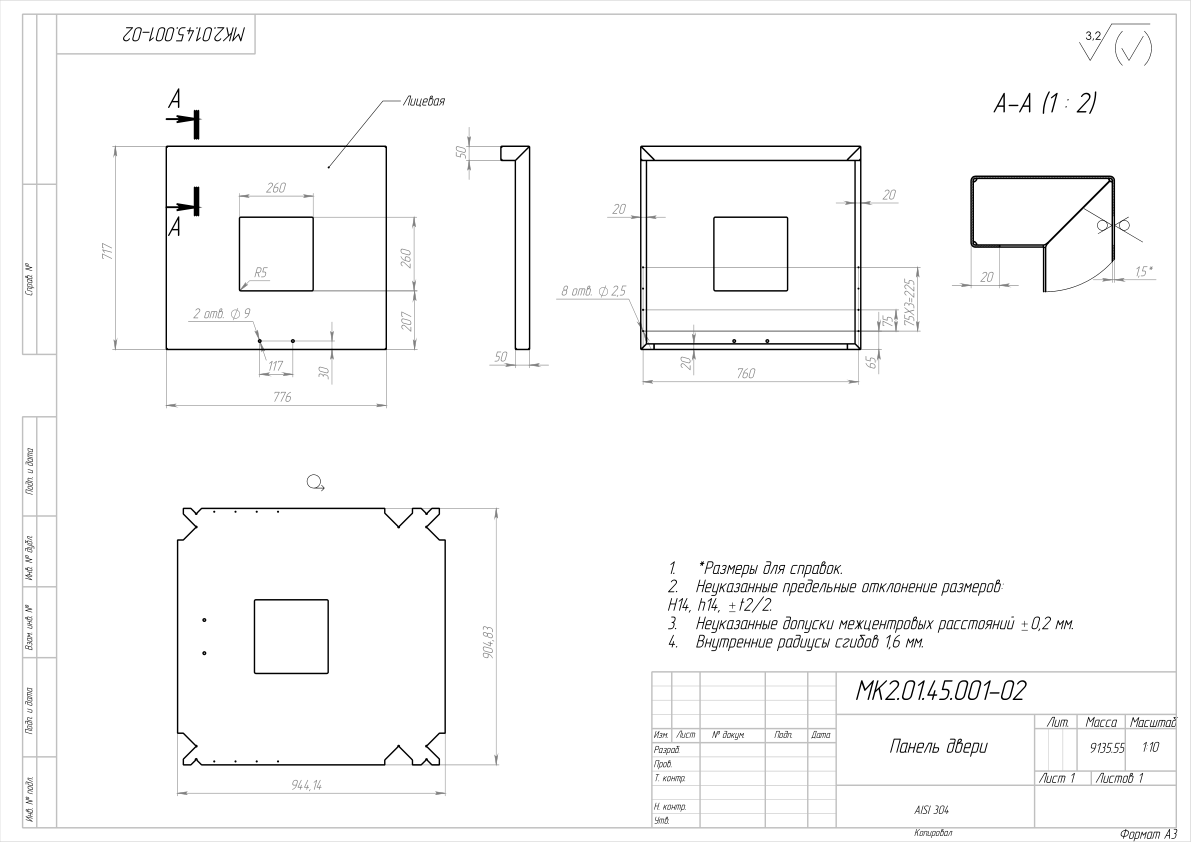 МК2.01.45.001-02
3,2
А-А (1 : 2)
А
Лицевая
А
260
717
R5
260
2 отв. ϕ 9
207
117
30
776
50
50
20
20
8 отв. ϕ 2,5
75X3=225
75
20
65
760
20
1,5*
904,83
944,14
1. *Размеры для справок.
2. Неуказанные предельные отклонение размеров:
H14, h14, ±t2/2.
3. Неуказанные допуски межцентровых расстояний ±0,2 мм.
4. Внутренние радиусы сгибов 1,6 мм.
МК2.01.45.001-02
Панель двери
Лит. Масса Масштаб
9135.55 1:10
Лист 1 Листов 1
AISI 304
Изм. Лист № докум. Подп. Дата
Разраб.
Пров.
Т. контр.
Н. контр.
Утв.
Копировал
Формат А3
Справ. №
Подп. и дата
Инв. № дубл.
Взам. инв. №
Подп. и дата
Инв. № подл.